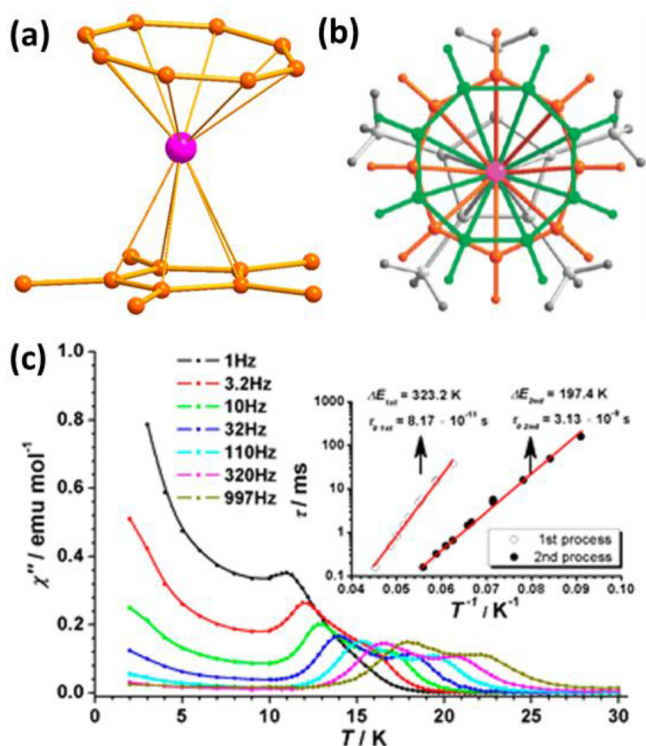 (a)
(b)
(c)
1Hz
3.2Hz
10Hz
32Hz
110Hz
320Hz
997Hz
χ'' / emu mol⁻¹
1.0
0.8
0.6
0.4
0.2
0.0
0 5 10 15 20 25 30
T / K
ΔE1st = 323.2 K ΔE2nd = 197.4 K
τ0 1st = 8.17 · 10⁻¹¹ s τ0 2nd = 3.13 · 10⁻⁹ s
τ / ms
1000
100
10
1
0.1
1st process
2nd process
0.04 0.05 0.06 0.07 0.08 0.09 0.10
T⁻¹ / K⁻¹